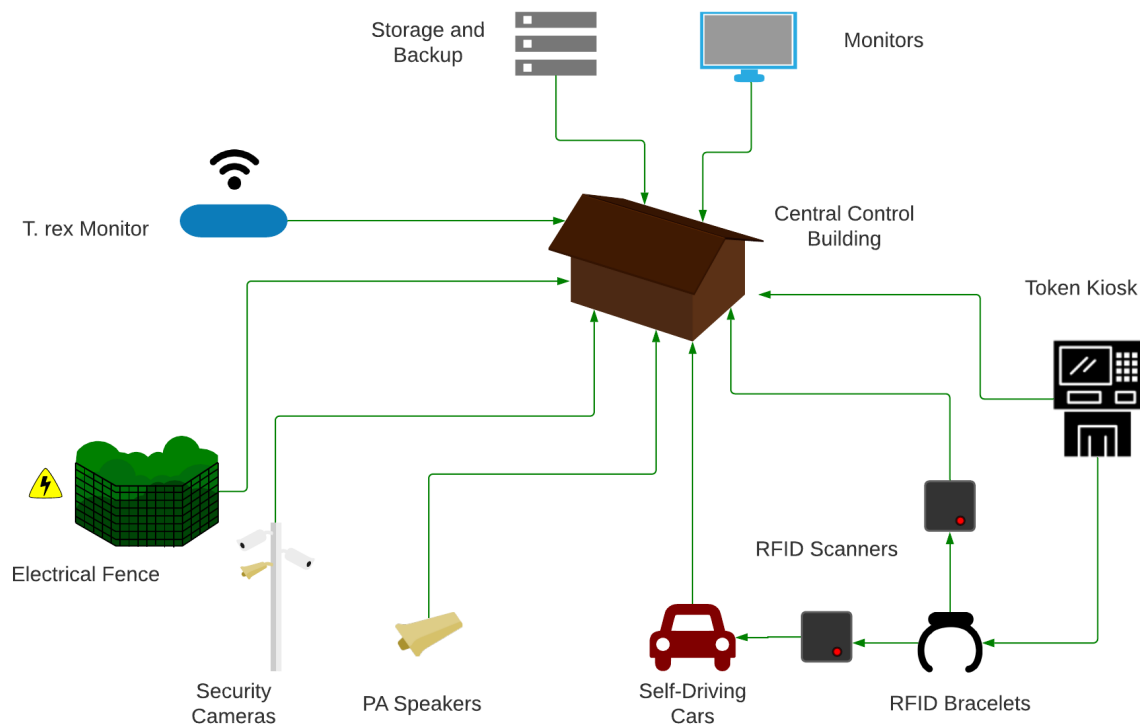 Storage and
Backup
Monitors
T. rex Monitor
Central Control
Building
Token Kiosk
RFID Scanners
Electrical Fence
Security
Cameras
PA Speakers
Self-Driving
Cars
RFID Bracelets